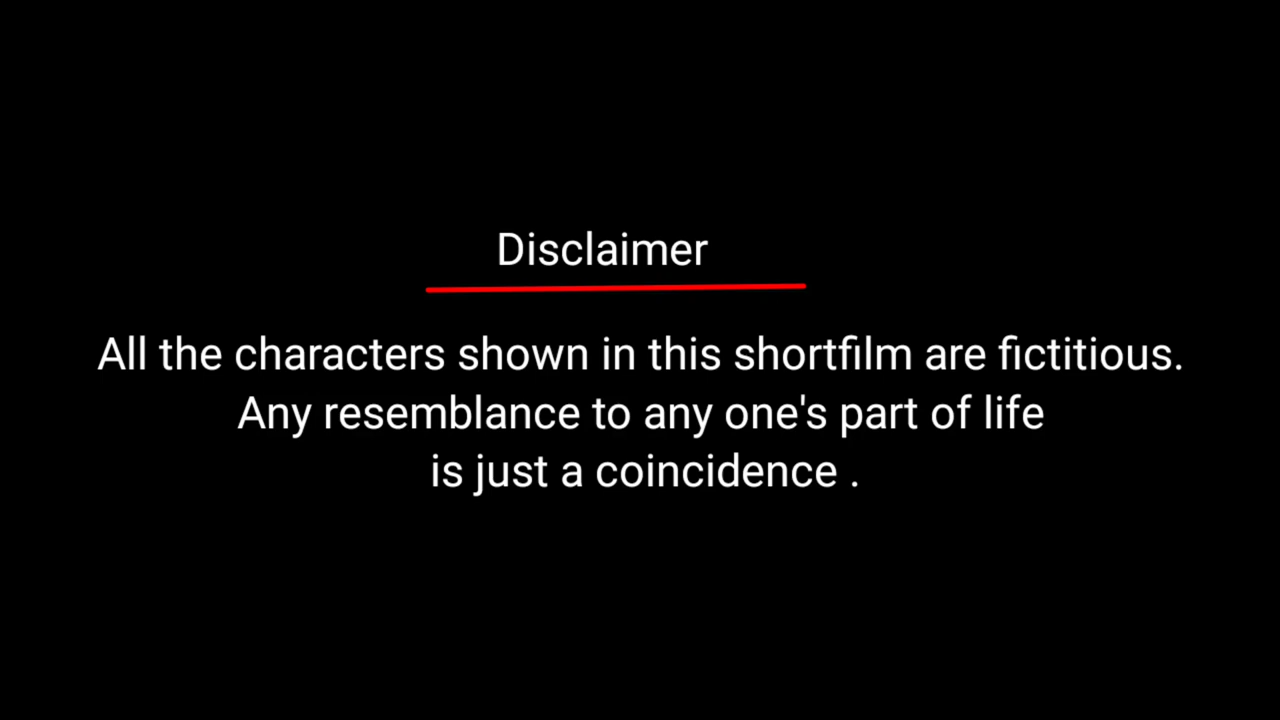 Disclaimer
All the characters shown in this shortfilm are fictitious.
Any resemblance to any one's part of life
is just a coincidence .